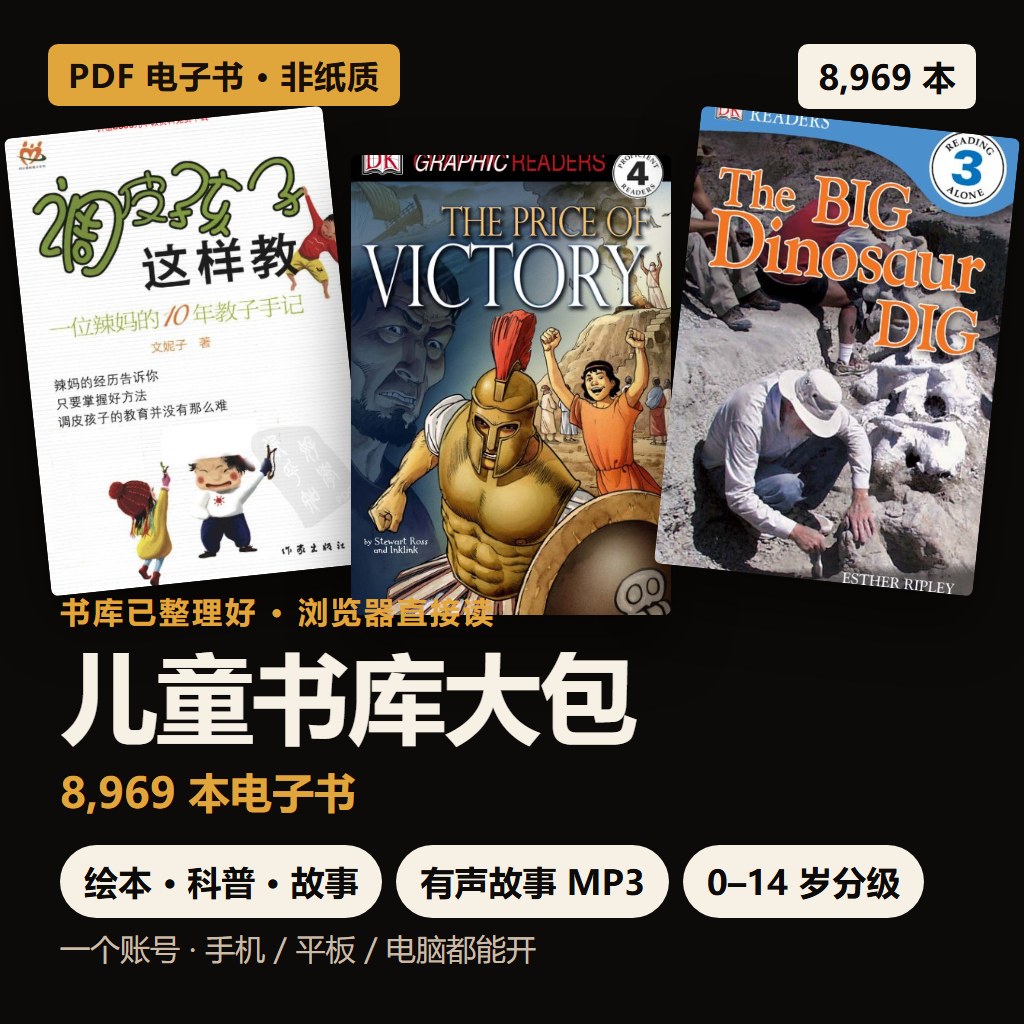 PDF 电子书・非纸质
8,969 本
调皮孩子
这样教
一位辣妈的10年教子手记
文妮子 著
辣妈的经历告诉你
只要掌握好方法
调皮孩子的教育并没有那么难
作家出版社
DK GRAPHIC READERS
PROFICIENT
4
READERS
THE PRICE OF
VICTORY
by Stewart Ross
and Inklink
DK READERS
READING
3
ALONE
The BIG
Dinosaur
DIG
ESTHER RIPLEY
书库已整理好・浏览器直接读
儿童书库大包
8,969 本电子书
绘本・科普・故事
有声故事 MP3
0–14 岁分级
一个账号 · 手机 / 平板 / 电脑都能开